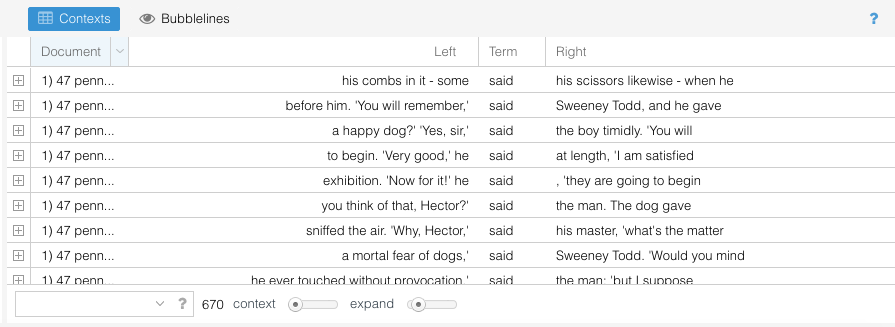 Contexts Bubblelines ?
Document Left Term Right
1) 47 penn... his combs in it - some said his scissors likewise - when he
1) 47 penn... before him. 'You will remember,' said Sweeney Todd, and he gave
1) 47 penn... a happy dog?' 'Yes, sir,' said the boy timidly. 'You will
1) 47 penn... to begin. 'Very good,' he said at length, 'I am satisfied
1) 47 penn... exhibition. 'Now for it!' he said , 'they are going to begin
1) 47 penn... you think of that, Hector?' said the man. The dog gave
1) 47 penn... sniffed the air. 'Why, Hector,' said his master, 'what's the matter
1) 47 penn... a mortal fear of dogs,' said Sweeney Todd. 'Would you mind
1) 47 penn... he ever touched without provocation,' said the man; 'but I suppose
? 670 context expand